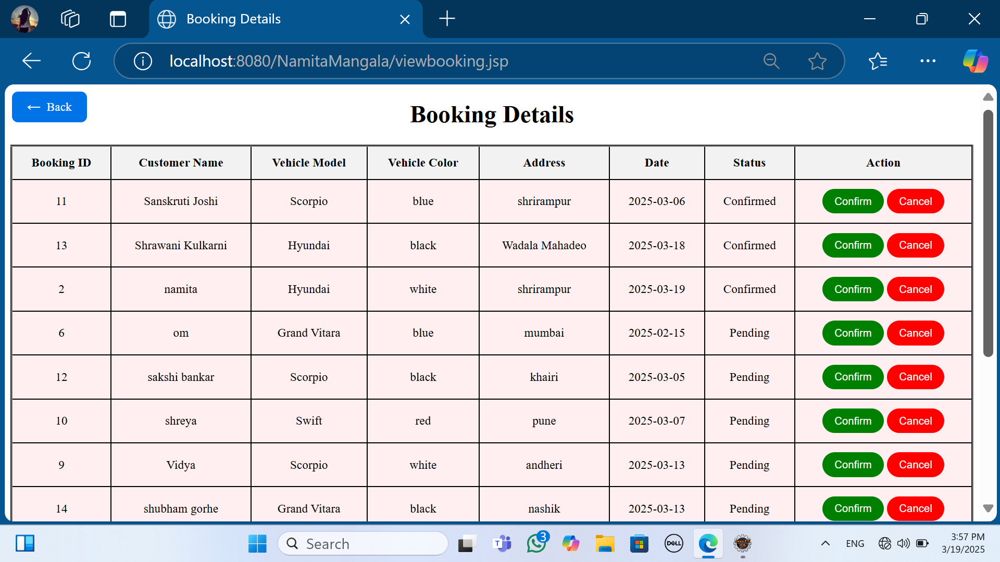 Booking Details
localhost:8080/NamitaMangala/viewbooking.jsp
← Back
Booking Details
Booking ID Customer Name Vehicle Model Vehicle Color Address Date Status Action
11 Sanskruti Joshi Scorpio blue shrirampur 2025-03-06 Confirmed Confirm Cancel
13 Shrawani Kulkarni Hyundai black Wadala Mahadeo 2025-03-18 Confirmed Confirm Cancel
2 namita Hyundai white shrirampur 2025-03-19 Confirmed Confirm Cancel
6 om Grand Vitara blue mumbai 2025-02-15 Pending Confirm Cancel
12 sakshi bankar Scorpio black khairi 2025-03-05 Pending Confirm Cancel
10 shreya Swift red pune 2025-03-07 Pending Confirm Cancel
9 Vidya Scorpio white andheri 2025-03-13 Pending Confirm Cancel
14 shubham gorhe Grand Vitara black nashik 2025-03-13 Pending Confirm Cancel
Search
T
3
DELL
Java EE
IDE
ENG
3:57 PM
3/19/2025